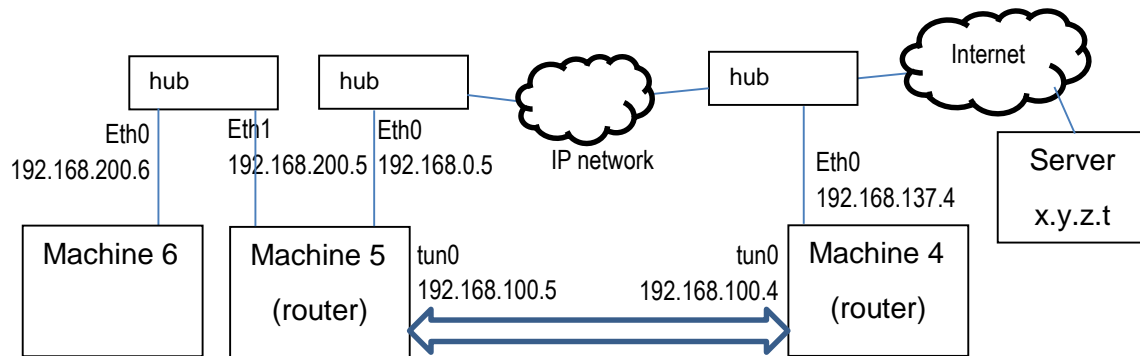 hub
hub
hub
Internet
Eth0
192.168.200.6
Eth1
192.168.200.5
Eth0
192.168.0.5
IP network
Eth0
192.168.137.4
Server
x.y.z.t
Machine 6
Machine 5
(router)
tun0
192.168.100.5
tun0
192.168.100.4
Machine 4
(router)